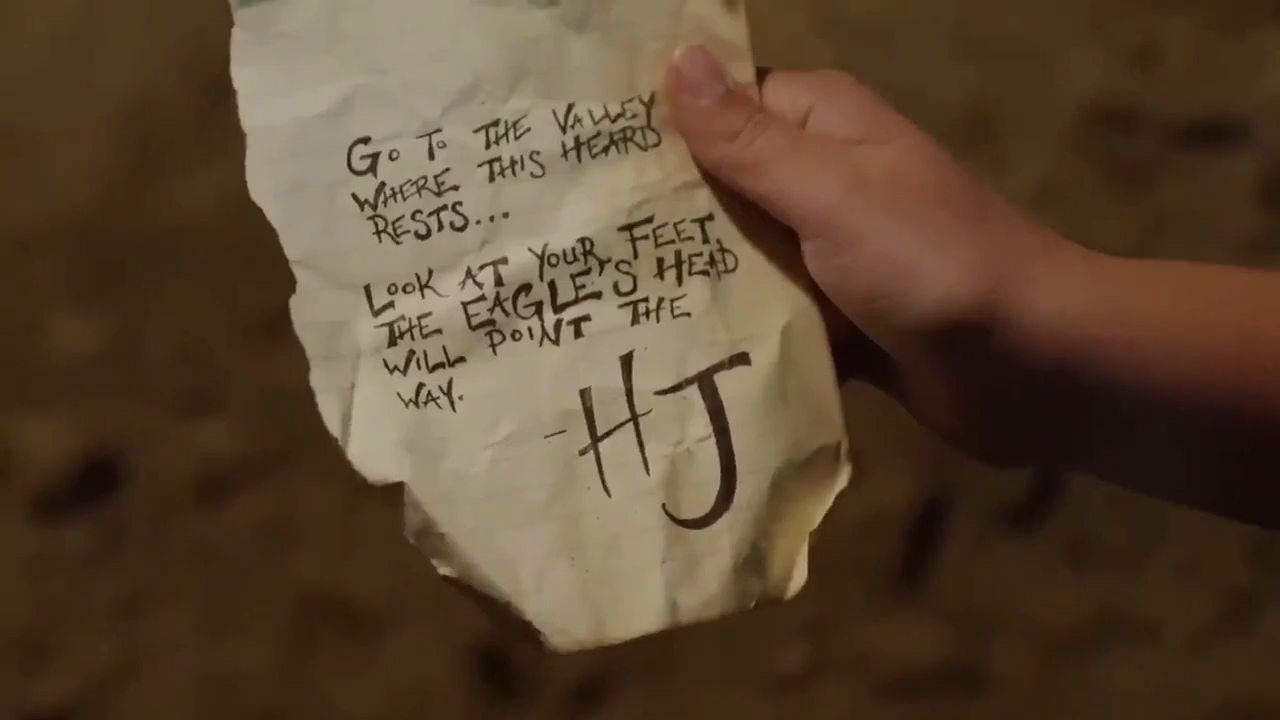 GO TO THE VALLEY
WHERE THIS HEARD
RESTS...
LOOK AT YOUR FEET,
THE EAGLE'S HEAD
WILL POINT THE
WAY.
-HJ